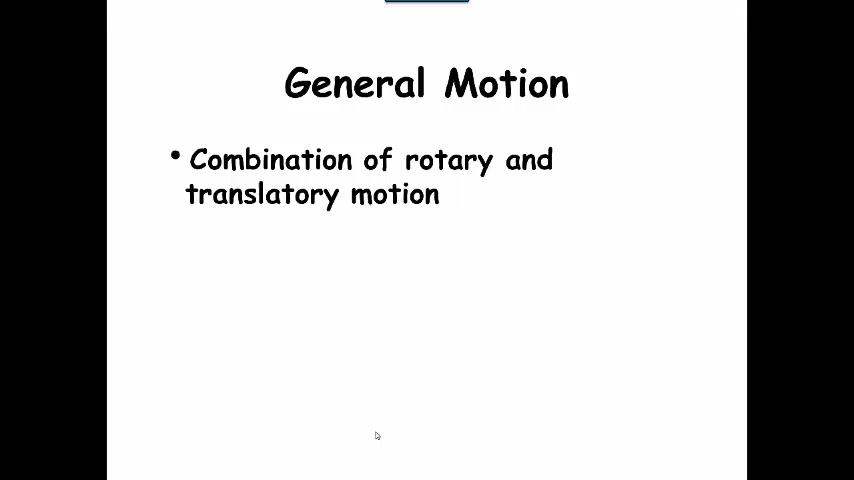 General Motion
• Combination of rotary and
translatory motion